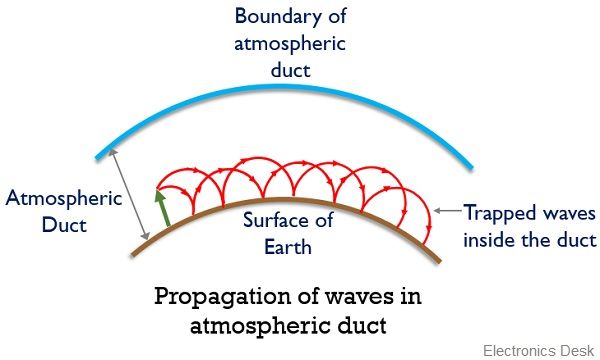 Boundary of
atmospheric
duct
Atmospheric
Duct
Surface of
Earth
Trapped waves
inside the duct
Propagation of waves in
atmospheric duct
Electronics Desk